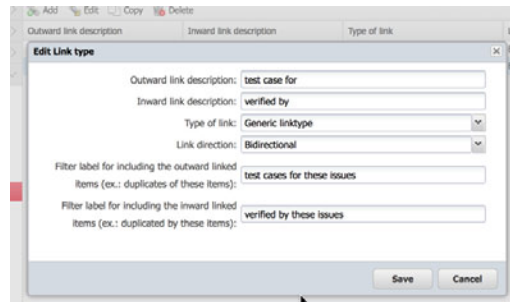 Add Edit Copy Delete
Outward link description Inward link description Type of link
Edit Link type
Outward link description: test case for
Inward link description: verified by
Type of link: Generic linktype
Link direction: Bidirectional
Filter label for including the outward linked
items (ex.: duplicates of these items): test cases for these issues
Filter label for including the inward linked
items (ex.: duplicated by these items): verified by these issues
Save Cancel